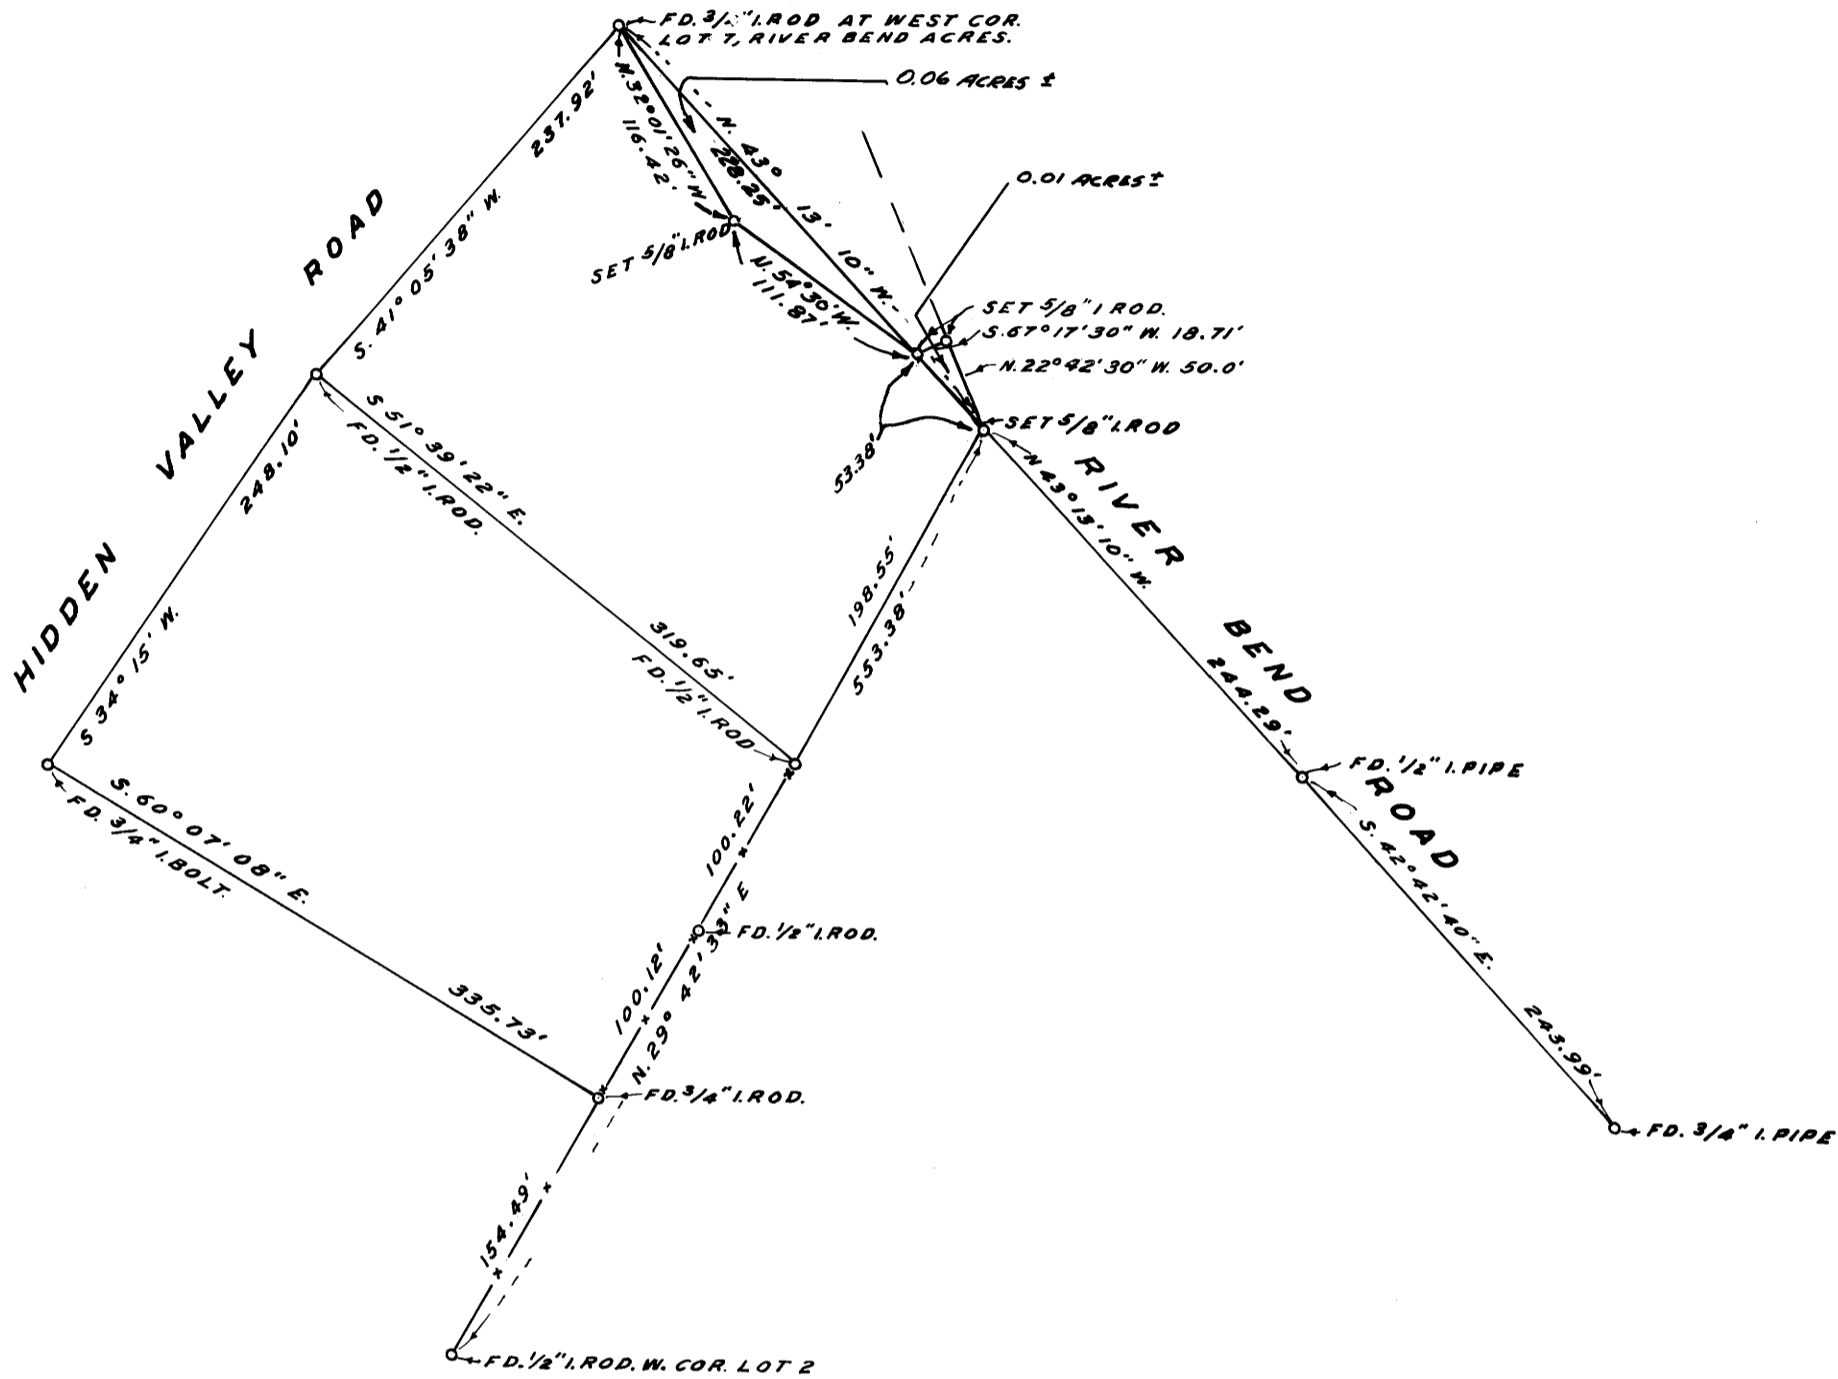 FD. 3/4" I.ROD AT WEST COR.
LOT 7, RIVER BEND ACRES.
0.06 ACRES ±
237.92'
N.32°01'26" W
116.42'
N. 43° 13' 10" W.
228.25'
0.01 ACRES ±
HIDDEN VALLEY ROAD
S. 41° 05' 38" W.
SET 5/8" I.ROD
N. 54°30' W.
111.87'
SET 5/8" I ROD.
S.67°17'30" W. 18.71'
N.22°42'30" W. 50.0'
SET 5/8" I.ROD
53.38'
248.10'
S 51° 39' 22" E.
FD. 1/2" I.ROD.
RIVER BEND ROAD
N 43°13'10" W.
S 34° 15' W.
198.55'
553.38'
319.65'
FD. 1/2" I.ROD
244.29'
FD. 1/2" I. PIPE
S. 60° 07' 08" E.
FD. 3/4" I.BOLT.
100.22'
S. 42° 42' 40" E.
FD. 1/2" I.ROD.
100.12'
N. 29° 42' 33" E
335.73'
243.99'
FD. 3/4" I.ROD.
FD. 3/4" I. PIPE
154.49'
FD. 1/2" I.ROD. W. COR. LOT 2